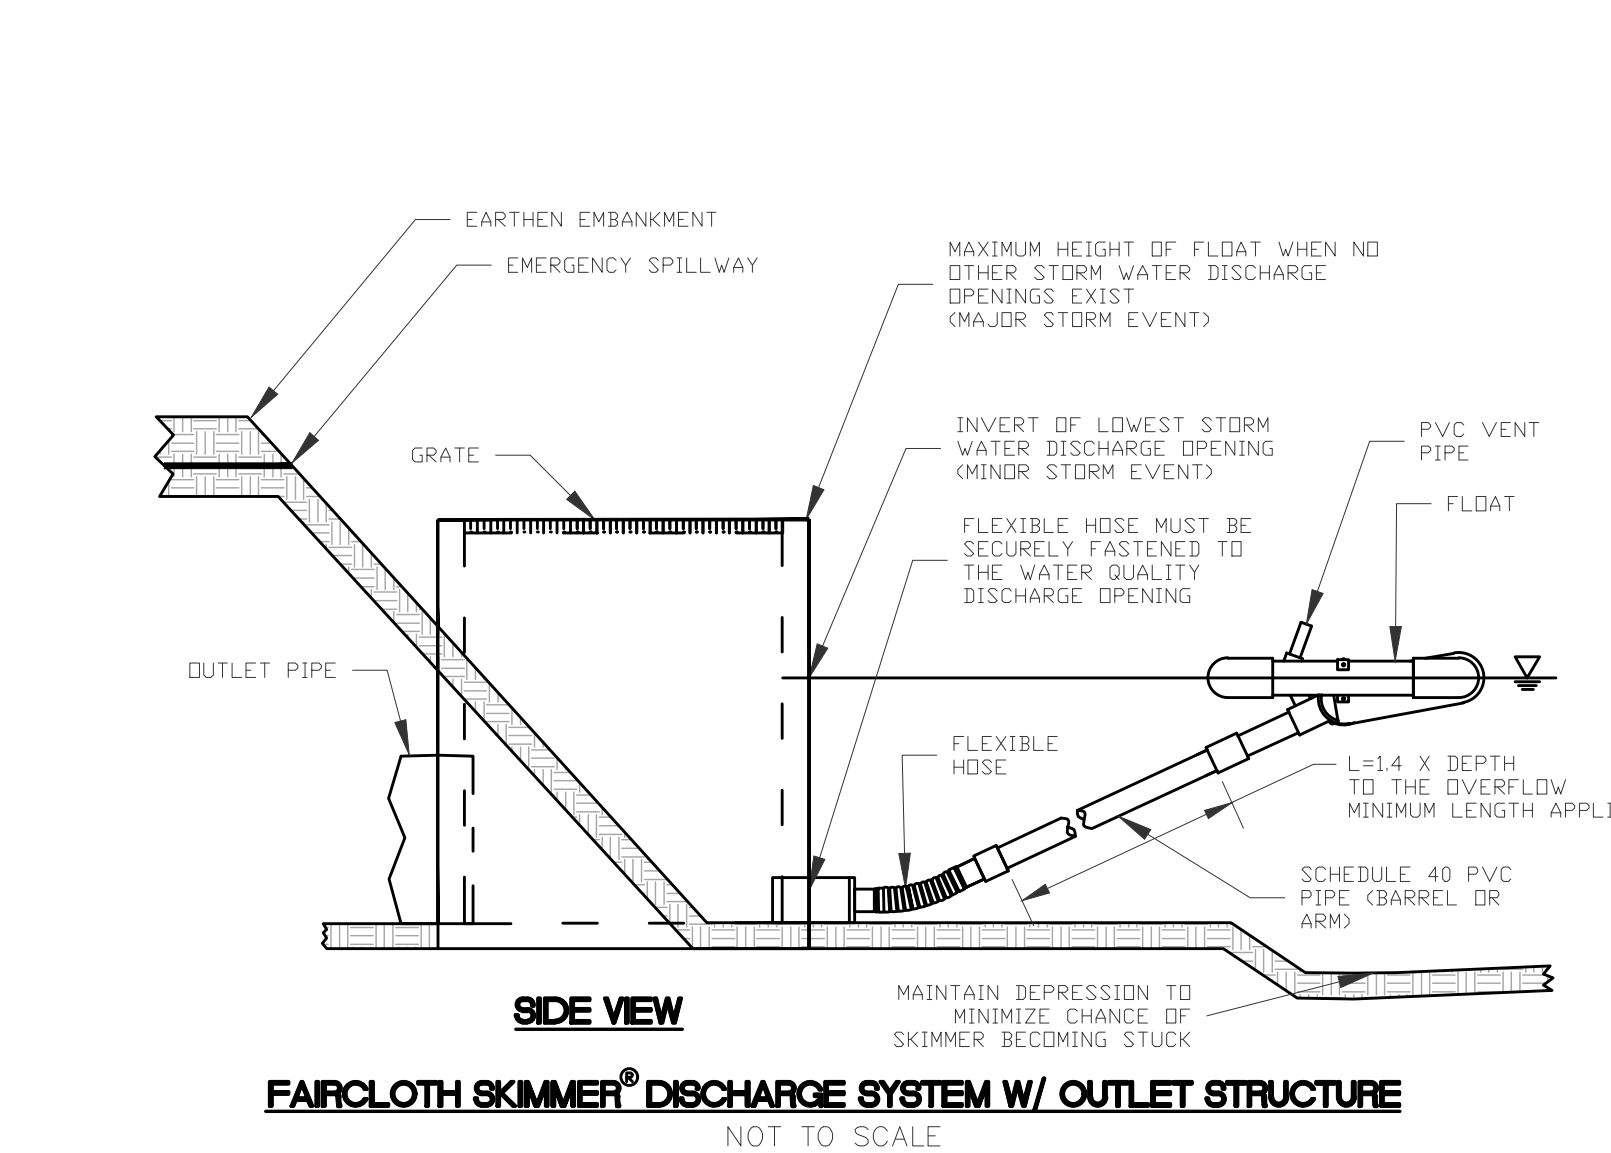 EARTHEN EMBANKMENT
EMERGENCY SPILLWAY
MAXIMUM HEIGHT OF FLOAT WHEN NO
OTHER STORM WATER DISCHARGE
OPENINGS EXIST
(MAJOR STORM EVENT)
GRATE
INVERT OF LOWEST STORM
WATER DISCHARGE OPENING
(MINOR STORM EVENT)
PVC VENT
PIPE
FLOAT
FLEXIBLE HOSE MUST BE
SECURELY FASTENED TO
THE WATER QUALITY
DISCHARGE OPENING
OUTLET PIPE
FLEXIBLE
HOSE
L=1.4 X DEPTH
TO THE OVERFLOW
MINIMUM LENGTH APPLI
SCHEDULE 40 PVC
PIPE (BARREL OR
ARM)
MAINTAIN DEPRESSION TO
MINIMIZE CHANCE OF
SKIMMER BECOMING STUCK
SIDE VIEW
FAIRCLOTH SKIMMER® DISCHARGE SYSTEM W/ OUTLET STRUCTURE
NOT TO SCALE